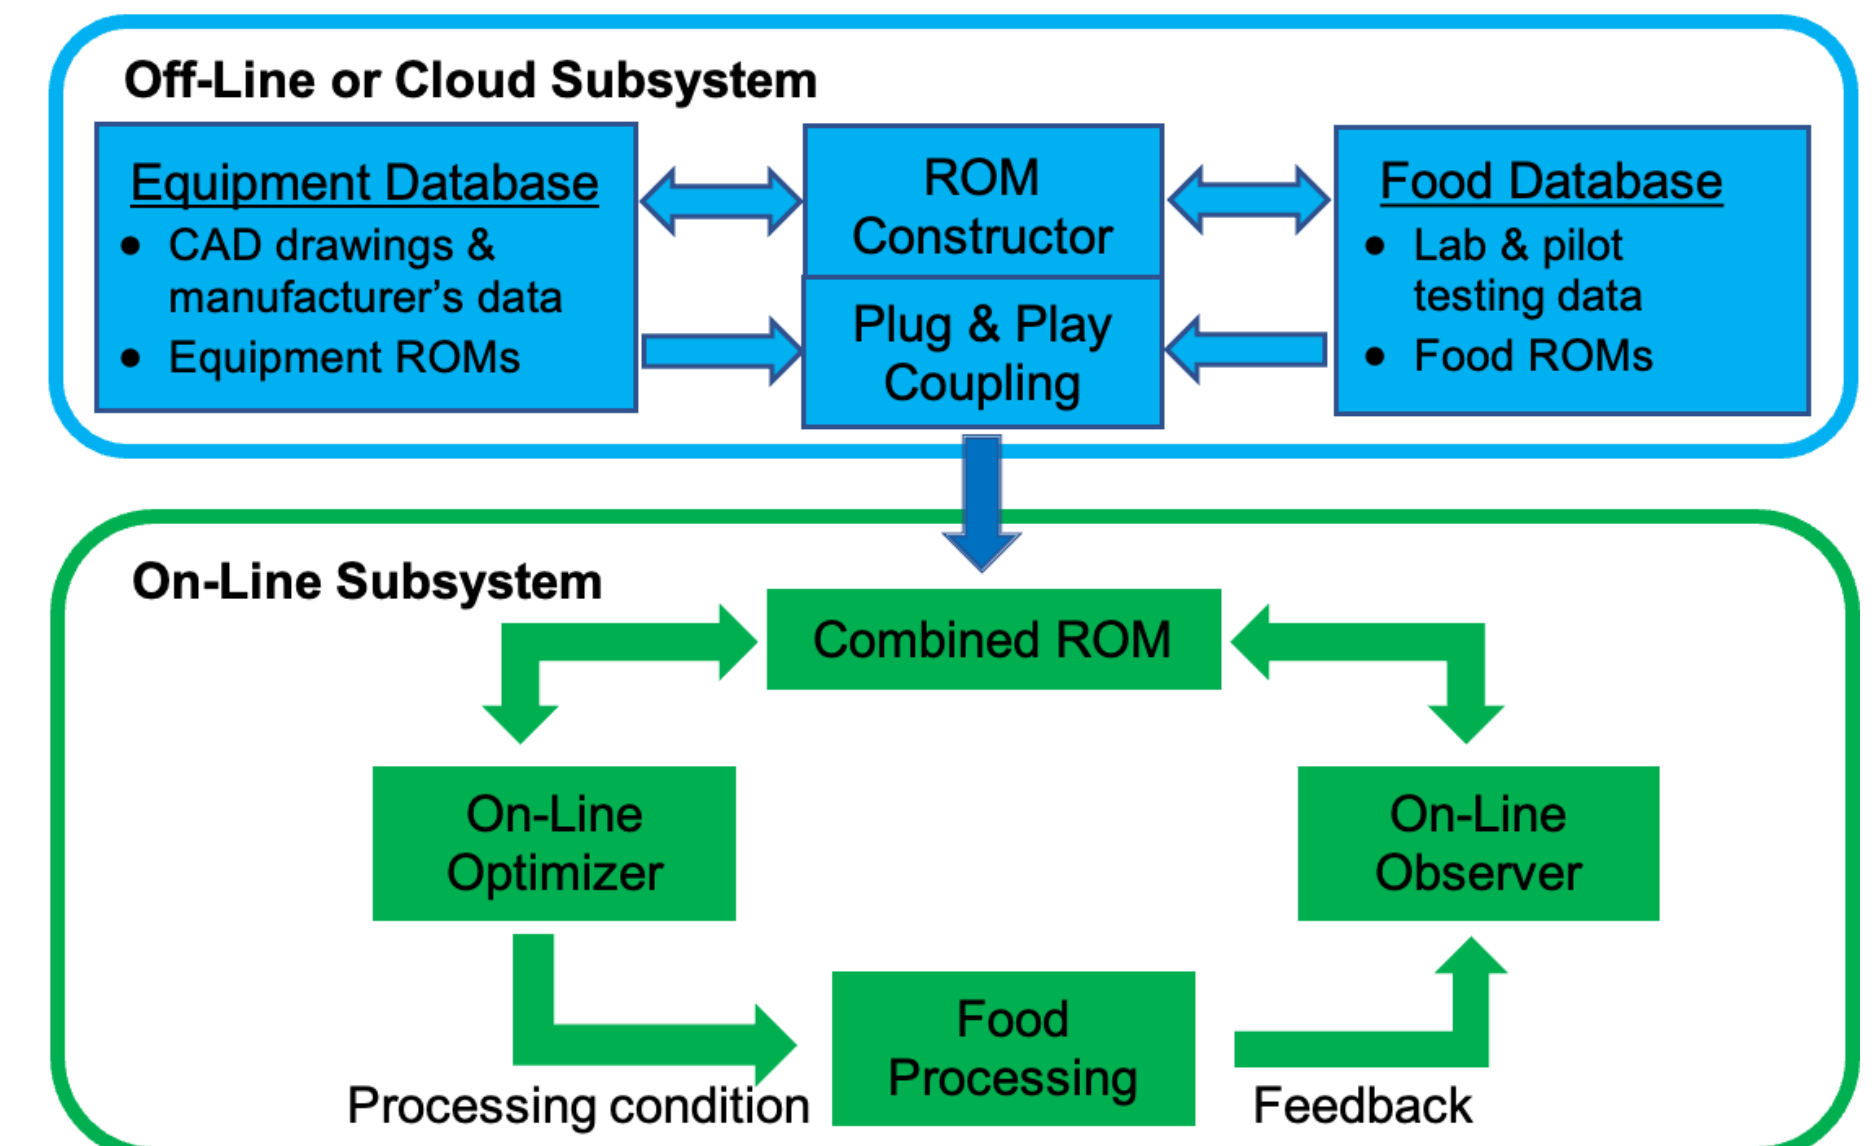 Off-Line or Cloud Subsystem
Equipment Database
● CAD drawings &
manufacturer’s data
● Equipment ROMs
ROM
Constructor
Plug & Play
Coupling
Food Database
● Lab & pilot
testing data
● Food ROMs
On-Line Subsystem
Combined ROM
On-Line
Optimizer
On-Line
Observer
Food
Processing
Processing condition
Feedback